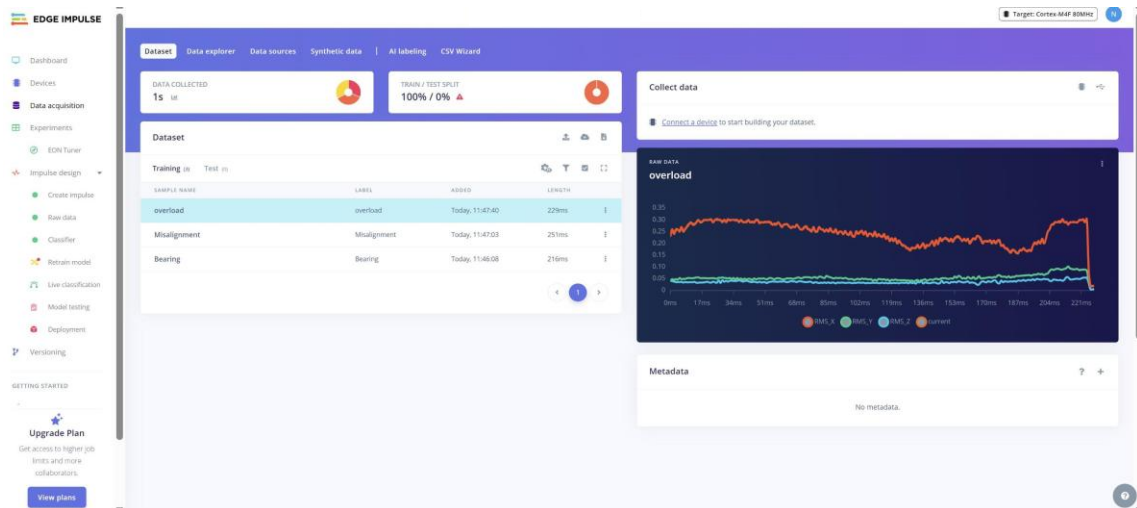 EDGE IMPULSE
Target: Cortex-M4F 80MHz
N
Dashboard
Devices
Data acquisition
Experiments
EON Tuner
Impulse design
Create impulse
Raw data
Classifier
Retrain model
Live classification
Model testing
Deployment
Versioning
GETTING STARTED
Upgrade Plan
Get access to higher job
limits and more
collaborators.
View plans
Dataset Data explorer Data sources Synthetic data | AI labeling CSV Wizard
DATA COLLECTED
1s
TRAIN / TEST SPLIT
100% / 0%
Dataset
Training (3) Test (0)
SAMPLE NAME LABEL ADDED LENGTH
overload overload Today, 11:47:40 229ms
Misalignment Misalignment Today, 11:47:03 251ms
Bearing Bearing Today, 11:46:08 216ms
1
Collect data
Connect a device to start building your dataset.
RAW DATA
overload
0.35
0.30
0.25
0.20
0.15
0.10
0.05
0
0ms 17ms 34ms 51ms 68ms 85ms 102ms 119ms 136ms 153ms 170ms 187ms 204ms 221ms
RMS_X RMS_Y RMS_Z current
Metadata
? +
No metadata.
?